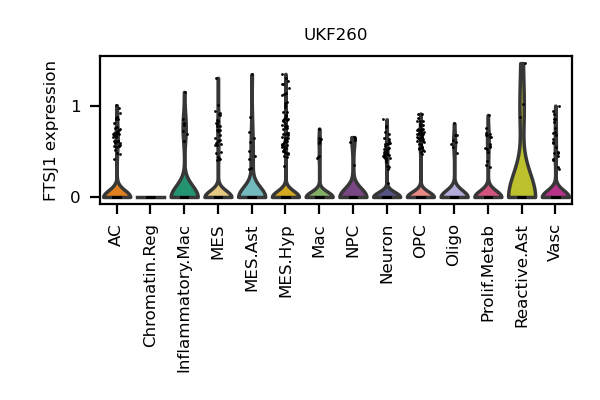 UKF260
FTSJ1 expression
1
0
AC
Chromatin.Reg
Inflammatory.Mac
MES
MES.Ast
MES.Hyp
Mac
NPC
Neuron
OPC
Oligo
Prolif.Metab
Reactive.Ast
Vasc